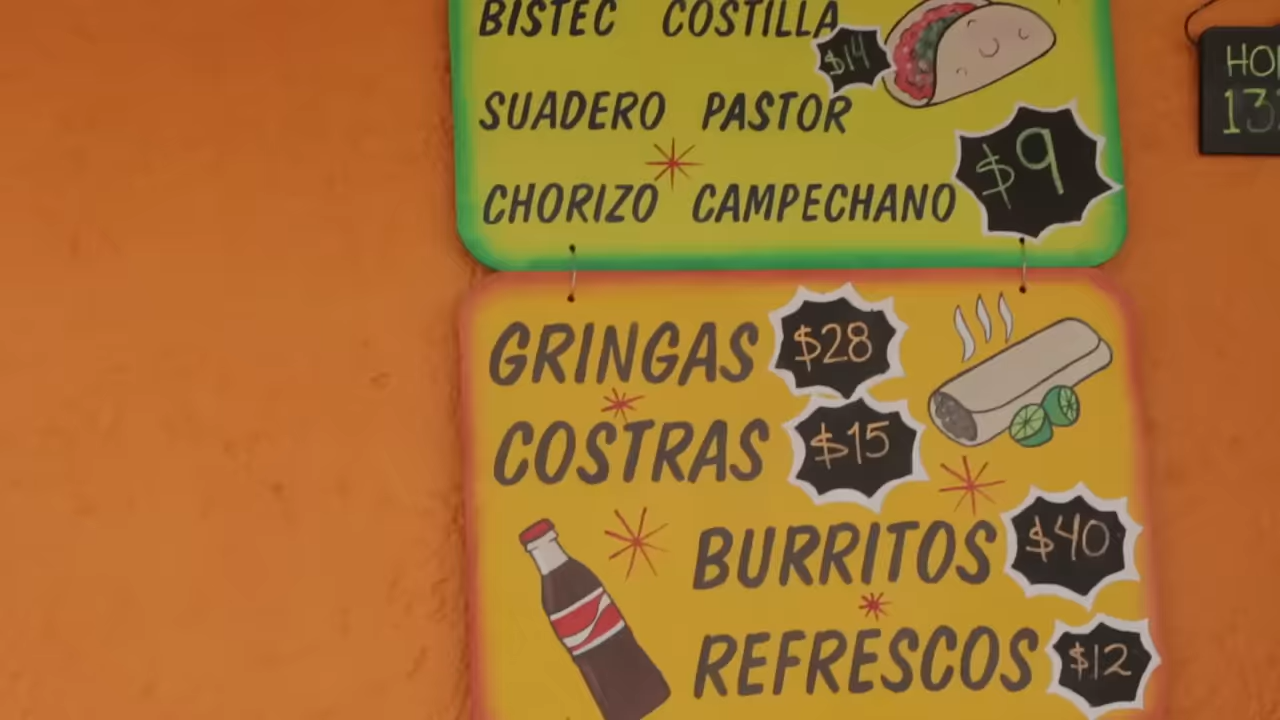 BISTEC COSTILLA
$14
SUADERO PASTOR
CHORIZO CAMPECHANO $9
GRINGAS $28
COSTRAS $15
BURRITOS $40
REFRESCOS $12